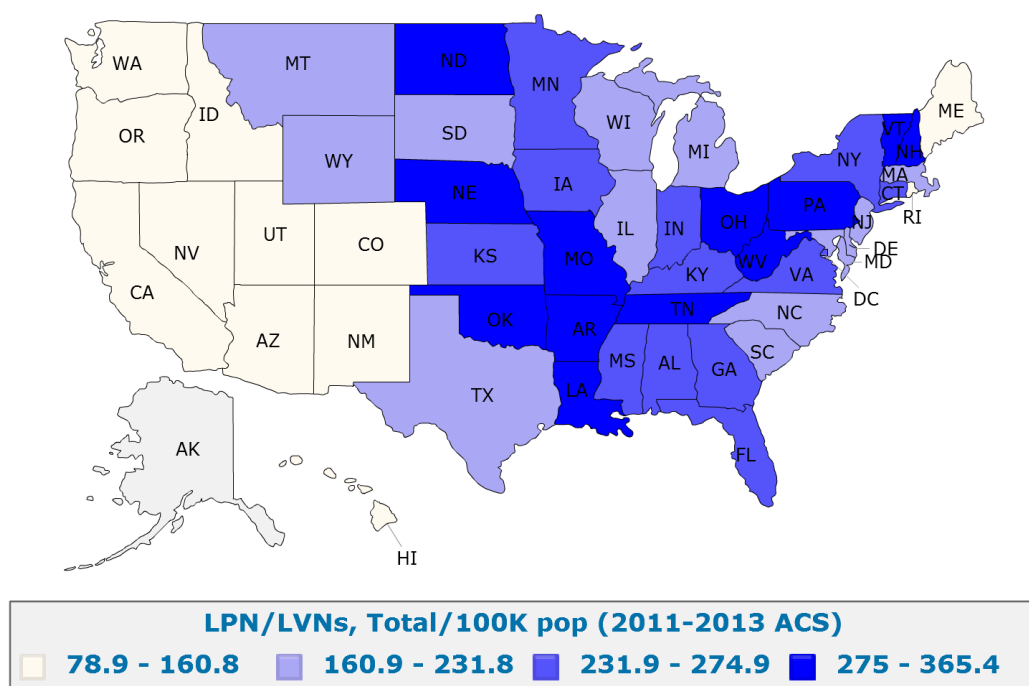 WA
MT
ND
MN
ME
ID
OR
SD
WI
MI
VT
NH
NY
MA
WY
CT
RI
NE
IA
PA
NJ
NV
UT
CO
IL
IN
OH
DE
KS
MO
WV
MD
CA
KY
VA
DC
AZ
NM
OK
AR
TN
NC
SC
TX
MS
AL
GA
LA
AK
FL
HI
LPN/LVNs, Total/100K pop (2011-2013 ACS)
78.9 - 160.8 160.9 - 231.8 231.9 - 274.9 275 - 365.4